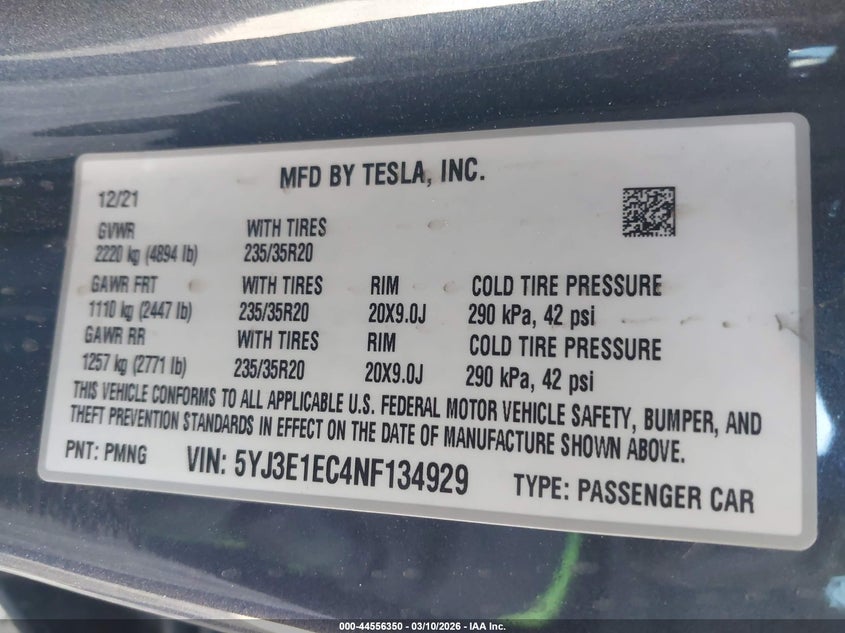 MFD BY TESLA, INC.
12/21
GVWR WITH TIRES
2220 kg (4894 lb) 235/35R20
GAWR FRT WITH TIRES RIM COLD TIRE PRESSURE
1110 kg (2447 lb) 235/35R20 20X9.0J 290 kPa, 42 psi
GAWR RR WITH TIRES RIM COLD TIRE PRESSURE
1257 kg (2771 lb) 235/35R20 20X9.0J 290 kPa, 42 psi
THIS VEHICLE CONFORMS TO ALL APPLICABLE U.S. FEDERAL MOTOR VEHICLE SAFETY, BUMPER, AND
THEFT PREVENTION STANDARDS IN EFFECT ON THE DATE OF MANUFACTURE SHOWN ABOVE.
PNT: PMNG VIN: 5YJ3E1EC4NF134929 TYPE: PASSENGER CAR
000-44556350 - 03/10/2026 - IAA Inc.